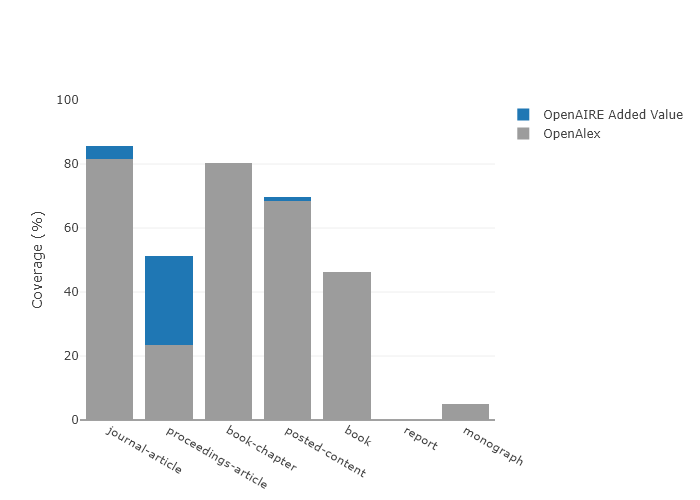 100
80
60
40
20
0
Coverage (%)
journal-article
proceedings-article
book-chapter
posted-content
book
report
monograph
OpenAIRE Added Value
OpenAlex